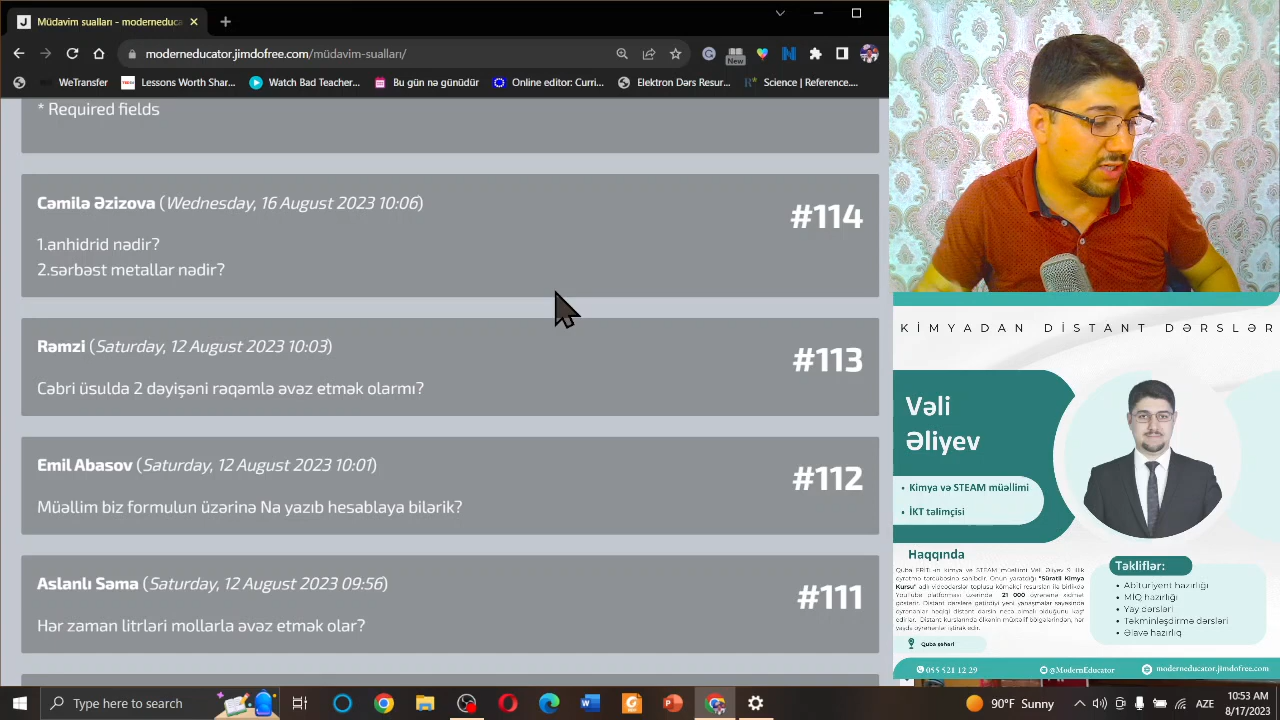 Müdavim sualları - moderneduca
moderneducator.jimdofree.com/müdavim-sualları/
New
WeTransfer
Lessons Worth Shar...
Watch Bad Teacher...
Bu gün nə günüdür
Online editor: Curri...
Elektron Dərs Resur...
Science | Reference....
* Required fields
Cəmilə Əzizova (Wednesday, 16 August 2023 10:06)
#114
1.anhidrid nədir?
2.sərbəst metallar nədir?
Rəmzi (Saturday, 12 August 2023 10:03)
#113
Cəbri üsulda 2 dəyişəni rəqəmlə əvəz etmək olarmı?
Emil Abasov (Saturday, 12 August 2023 10:01)
#112
Müəllim biz formulun üzərinə Na yazıb hesablaya bilərik?
Aslanlı Səma (Saturday, 12 August 2023 09:56)
#111
Hər zaman litrləri mollarla əvəz etmək olar?
KİMYADAN DİSTANT DƏRSLƏR
Vəli
Əliyev
• Kimya və STEAM müəllimi
• İKT təlimçisi
Haqqında
Təkliflər:
• Abituriyent hazırlığı
• MIQ hazırlığı
• Yay dərsləri
• Təkminləşdirmə dərsləri
• Əlavə hazırlıq
Quba şəhəri
055 521 12 29
@ModernEducator
moderneducator.jimdofree.com
Type here to search
90°F Sunny
AZE
10:53 AM
8/17/2023